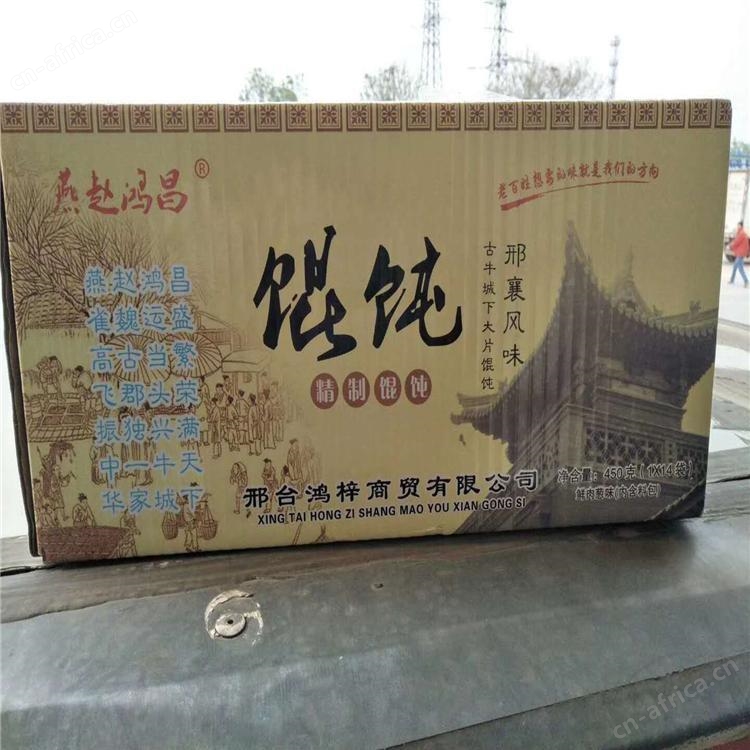 cn-africa.com
燕赵鸿昌®
老百姓想要的味就是我们的方向
燕赵鸿昌
雀魏运盛
高古当繁
飞郡头荣
振独兴满
中一牛天
华家城下
馄饨
精制馄饨
邢襄风味
古牛城下大片馄饨
净含量：450克(1X14袋)
鲜肉蔡味(内含料包)
邢台鸿梓商贸有限公司
XING TAI HONG ZI SHANG MAO YOU XIAN GONG SI
cn-africa.com